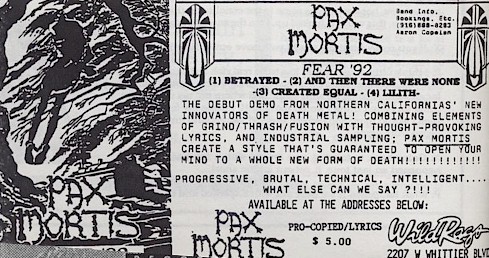 PAX
MORTIS
PAX
MORTIS
Band Info,
Bookings, Etc.
Aaron Copelan
FEAR '92
(1) BETRAYED - (2) AND THEN THERE WERE NONE
-(3) CREATED EQUAL - (4) LILITH-
THE DEBUT DEMO FROM NORTHERN CALIFORNIAS' NEW
INNOVATORS OF DEATH METAL! COMBINING ELEMENTS
OF GRIND/THRASH/FUSION WITH THOUGHT-PROVOKING
LYRICS, AND INDUSTRIAL SAMPLING; PAX MORTIS
CREATE A STYLE THAT'S GUARANTEED TO OPEN YOUR
MIND TO A WHOLE NEW FORM OF DEATH!!!!!!!!!!!!!
PROGRESSIVE, BRUTAL, TECHNICAL, INTELLIGENT....
WHAT ELSE CAN WE SAY ?!!!!
AVAILABLE AT THE ADDRESSES BELOW:
PAX
MORTIS
PRO-COPIED/LYRICS
$ 5.00
Wild Rags
2207 W WHITTIER BLVD